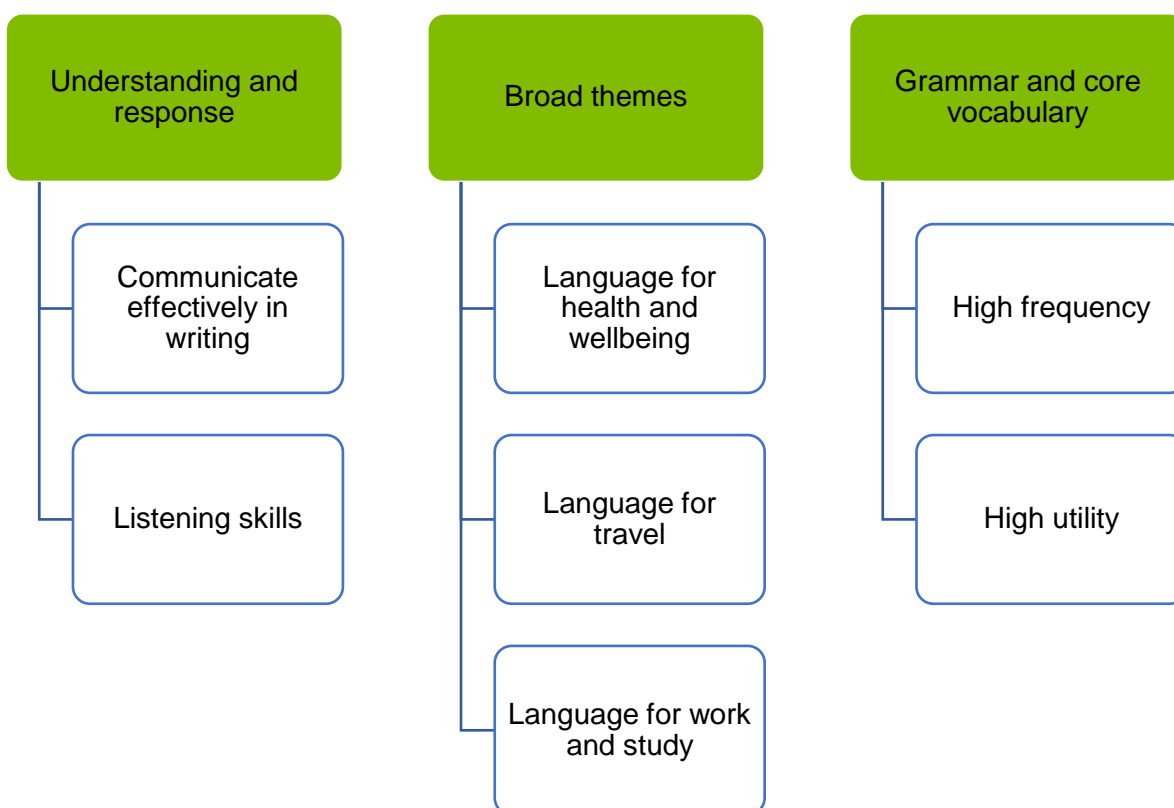 Understanding and
response
Communicate
effectively in
writing
Listening skills
Broad themes
Language for
health and
wellbeing
Language for
travel
Language for work
and study
Grammar and core
vocabulary
High frequency
High utility